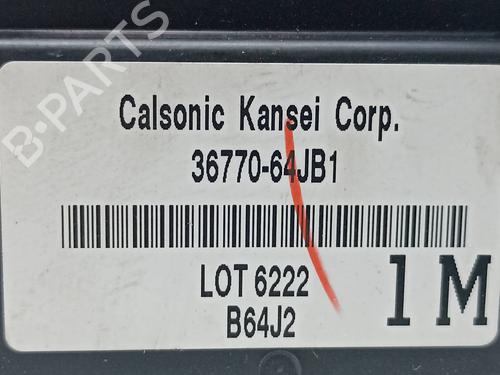 Calsonic Kansei Corp.
36770-64JB1
LOT 6222
B64J2
1M
B-PARTS